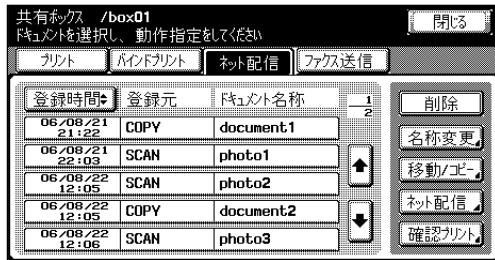 共有ボックス /box01
ドキュメントを選択し、動作指定をしてください
閉じる
プリント バインドプリント ネット配信 ファクス送信
登録時間 登録元 ドキュメント名称 1/2
06/08/21 21:22 COPY document1
06/08/21 22:03 SCAN photo1
06/08/22 12:05 SCAN photo2
06/08/22 12:05 COPY document2
06/08/22 12:06 SCAN photo3
削除
名称変更
移動/コピー
ネット配信
確認プリント